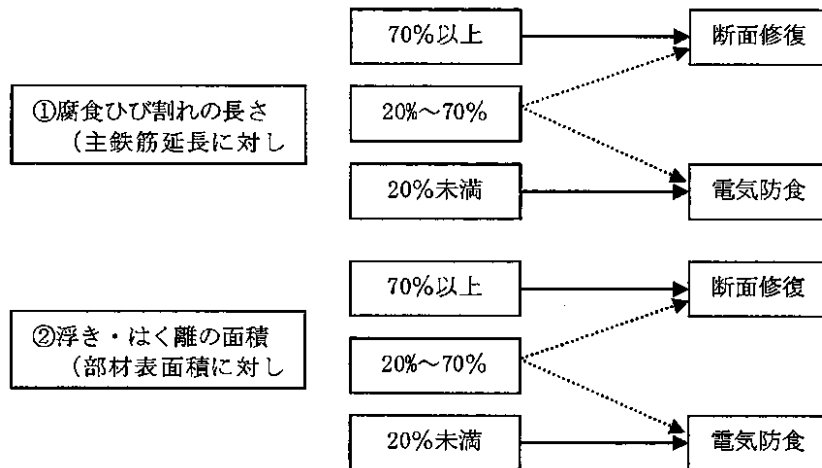 70%以上
断面修復
①腐食ひび割れの長さ
（主鉄筋延長に対し
20%～70%
20%未満
電気防食
70%以上
断面修復
②浮き・はく離の面積
（部材表面積に対し
20%～70%
20%未満
電気防食